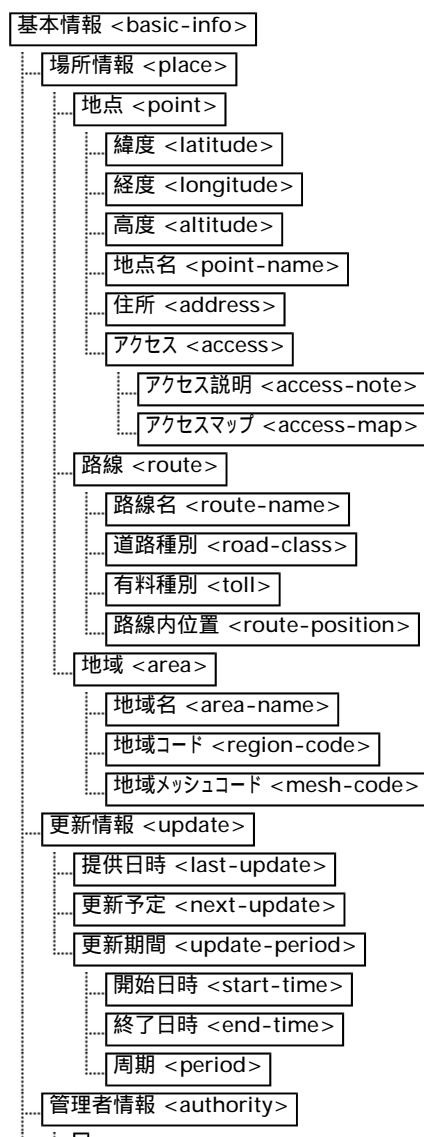 基本情報 <basic-info>
場所情報 <place>
地点 <point>
緯度 <latitude>
経度 <longitude>
高度 <altitude>
地点名 <point-name>
住所 <address>
アクセス <access>
アクセス説明 <access-note>
アクセスマップ <access-map>
路線 <route>
路線名 <route-name>
道路種別 <road-class>
有料種別 <toll>
路線内位置 <route-position>
地域 <area>
地域名 <area-name>
地域コード <region-code>
地域メッシュコード <mesh-code>
更新情報 <update>
提供日時 <last-update>
更新予定 <next-update>
更新期間 <update-period>
開始日時 <start-time>
終了日時 <end-time>
周期 <period>
管理者情報 <authority>